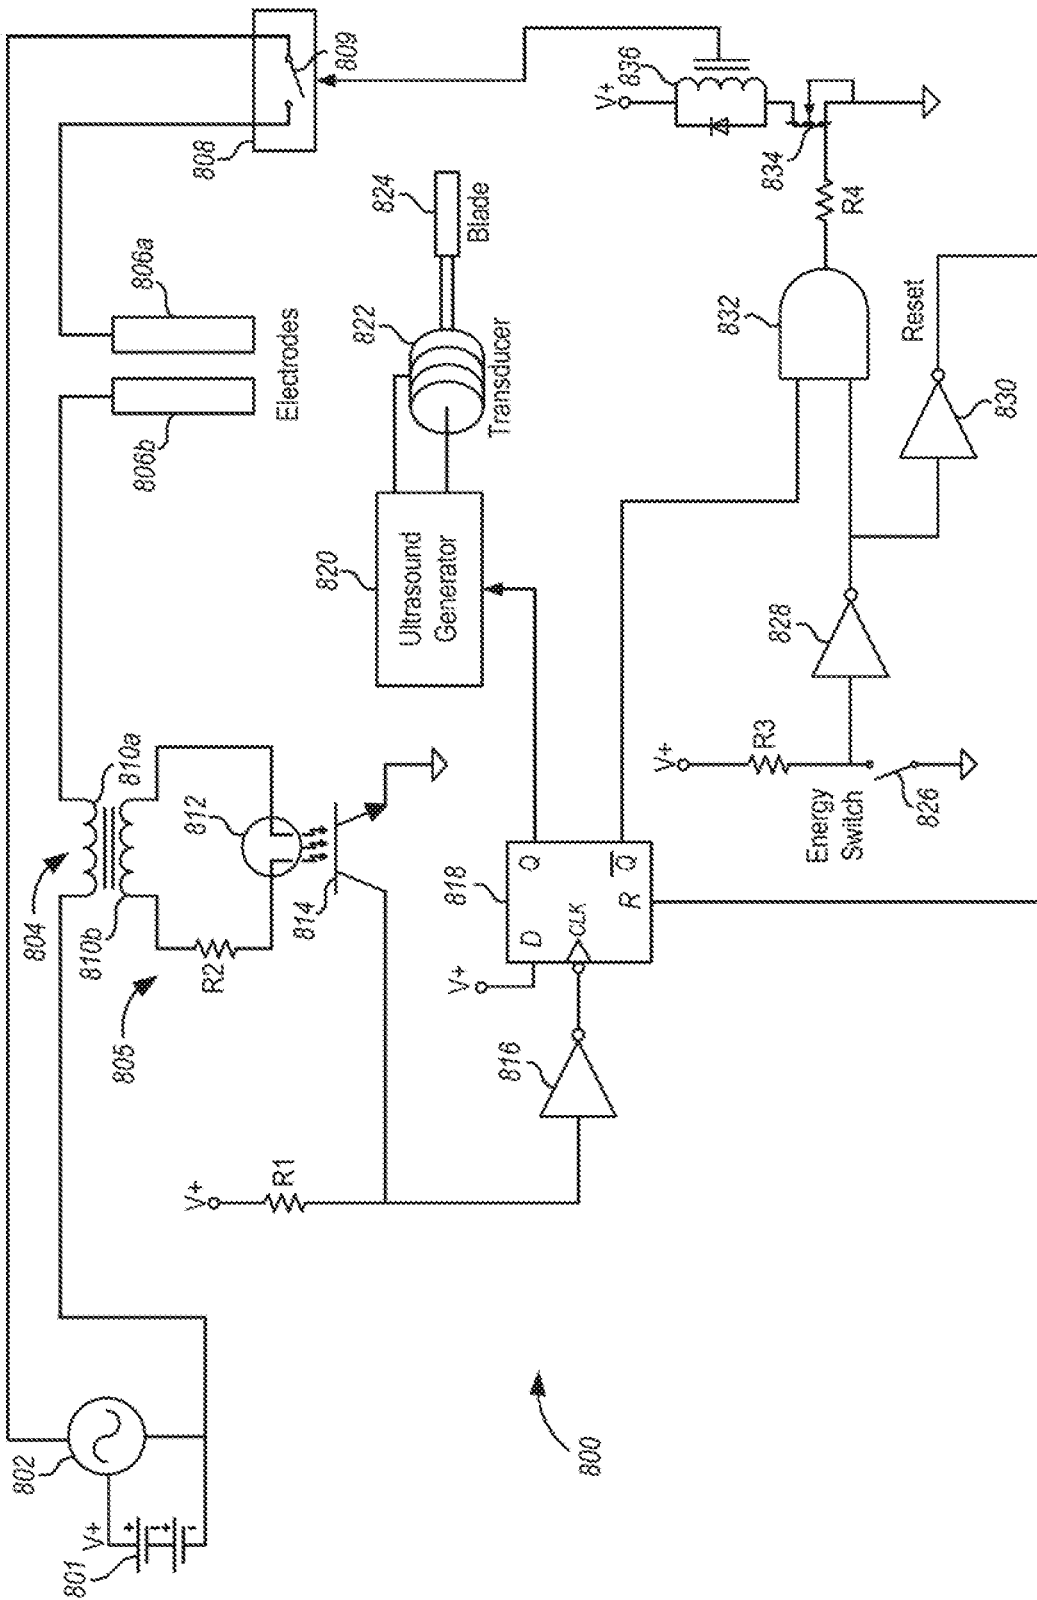 801
V+
802
800
804
805
810a
810b
R2
812
814
V+
R1
816
V+
818
D
Q
CLK
Q̅
R
806a
806b
Electrodes
808
809
820
Ultrasound
Generator
822
Transducer
824
Blade
V+
R3
Energy
Switch
826
828
830
Reset
832
R4
834
V+
836